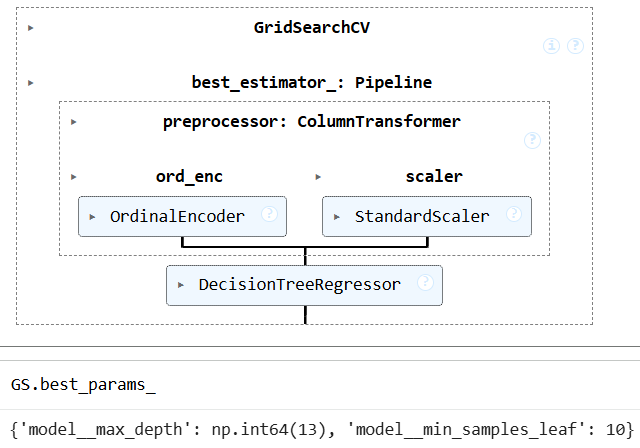 GridSearchCV
best_estimator_: Pipeline
preprocessor: ColumnTransformer
ord_enc scaler
OrdinalEncoder ? StandardScaler ?
DecisionTreeRegressor ?
GS.best_params_
{'model__max_depth': np.int64(13), 'model__min_samples_leaf': 10}